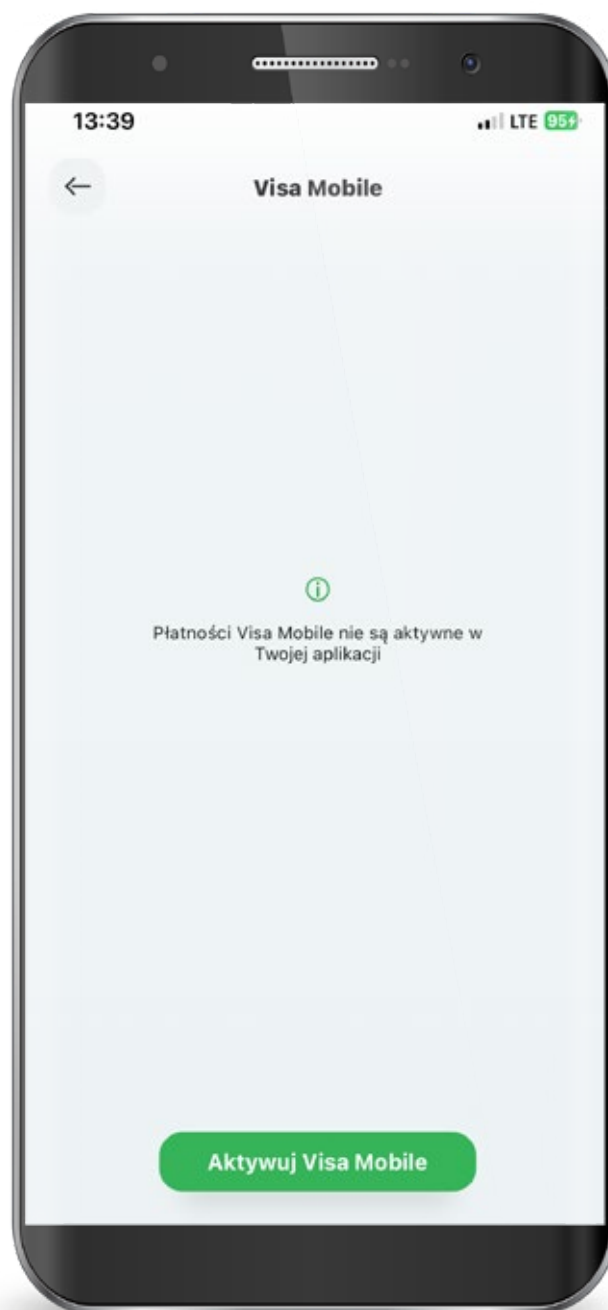 13:39
LTE 95
Visa Mobile
Płatności Visa Mobile nie są aktywne w
Twojej aplikacji
Aktywuj Visa Mobile